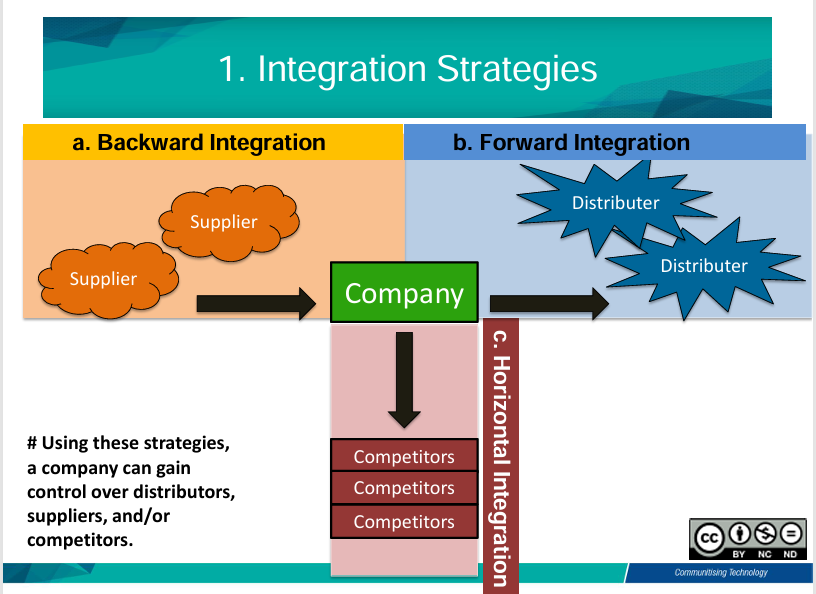 1. Integration Strategies
a. Backward Integration
b. Forward Integration
Supplier
Supplier
Distributer
Distributer
Company
c. Horizontal Integration
Competitors
Competitors
Competitors
# Using these strategies,
a company can gain
control over distributors,
suppliers, and/or
competitors.
cc
BY NC ND
Communitising Technology